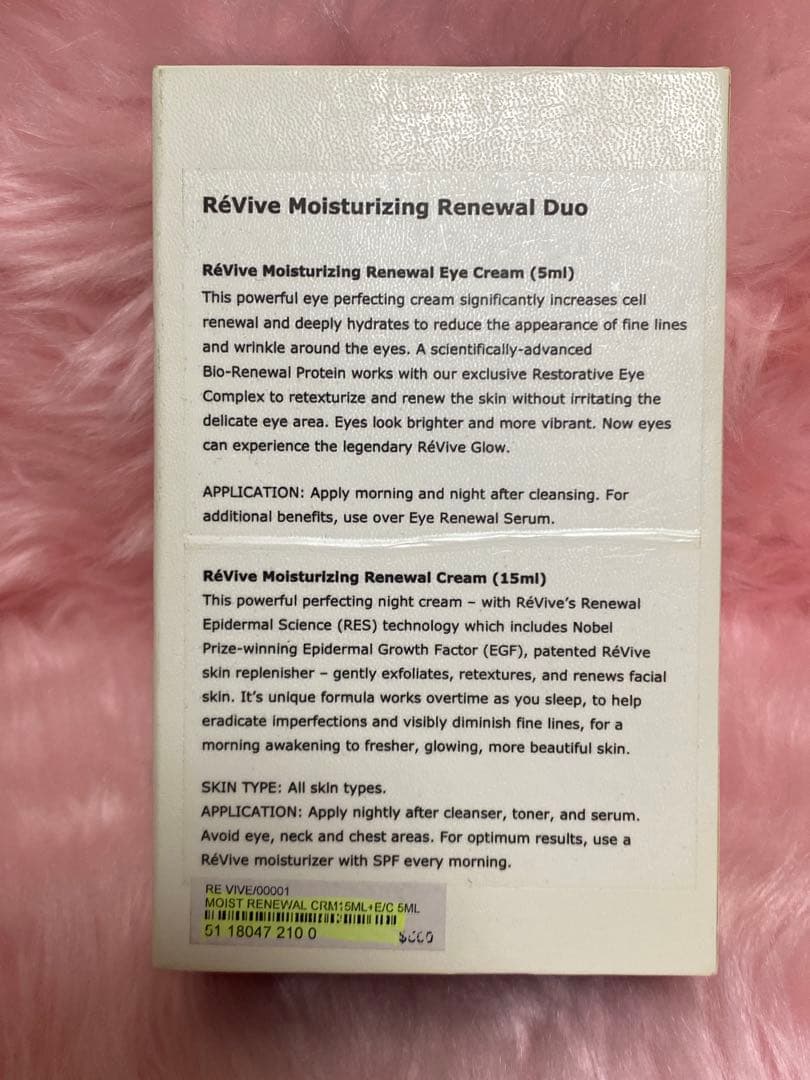 RéVive Moisturizing Renewal Duo
RéVive Moisturizing Renewal Eye Cream (5ml)
This powerful eye perfecting cream significantly increases cell
renewal and deeply hydrates to reduce the appearance of fine lines
and wrinkle around the eyes. A scientifically-advanced
Bio-Renewal Protein works with our exclusive Restorative Eye
Complex to retexturize and renew the skin without irritating the
delicate eye area. Eyes look brighter and more vibrant. Now eyes
can experience the legendary RéVive Glow.
APPLICATION: Apply morning and night after cleansing. For
additional benefits, use over Eye Renewal Serum.
RéVive Moisturizing Renewal Cream (15ml)
This powerful perfecting night cream – with RéVive's Renewal
Epidermal Science (RES) technology which includes Nobel
Prize-winning Epidermal Growth Factor (EGF), patented RéVive
skin replenisher – gently exfoliates, retextures, and renews facial
skin. It's unique formula works overtime as you sleep, to help
eradicate imperfections and visibly diminish fine lines, for a
morning awakening to fresher, glowing, more beautiful skin.
SKIN TYPE: All skin types.
APPLICATION: Apply nightly after cleanser, toner, and serum.
Avoid eye, neck and chest areas. For optimum results, use a
RéVive moisturizer with SPF every morning.
RE VIVE/00001
MOIST RENEWAL CRM15ML+E/C 5ML
51 18047 210 0